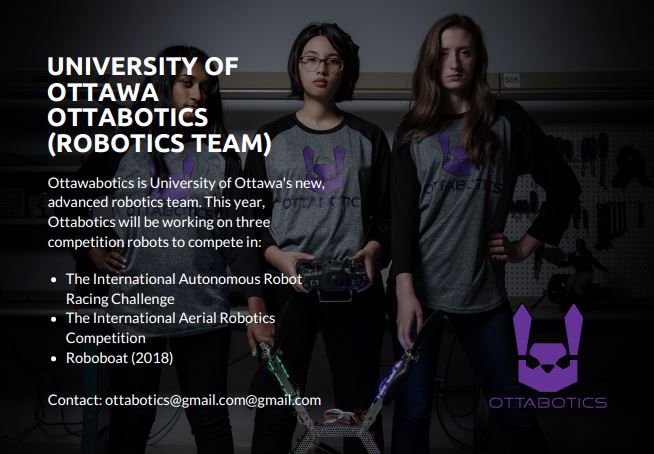 UNIVERSITY OF
OTTAWA
OTTABOTICS
(ROBOTICS TEAM)
Ottawabotics is University of Ottawa's new,
advanced robotics team. This year,
Ottabotics will be working on three
competition robots to compete in:
• The International Autonomous Robot
Racing Challenge
• The International Aerial Robotics
Competition
• Roboboat (2018)
Contact: ottabotics@gmail.com@gmail.com
S05
OTTABOTICS
OTTABOTICS